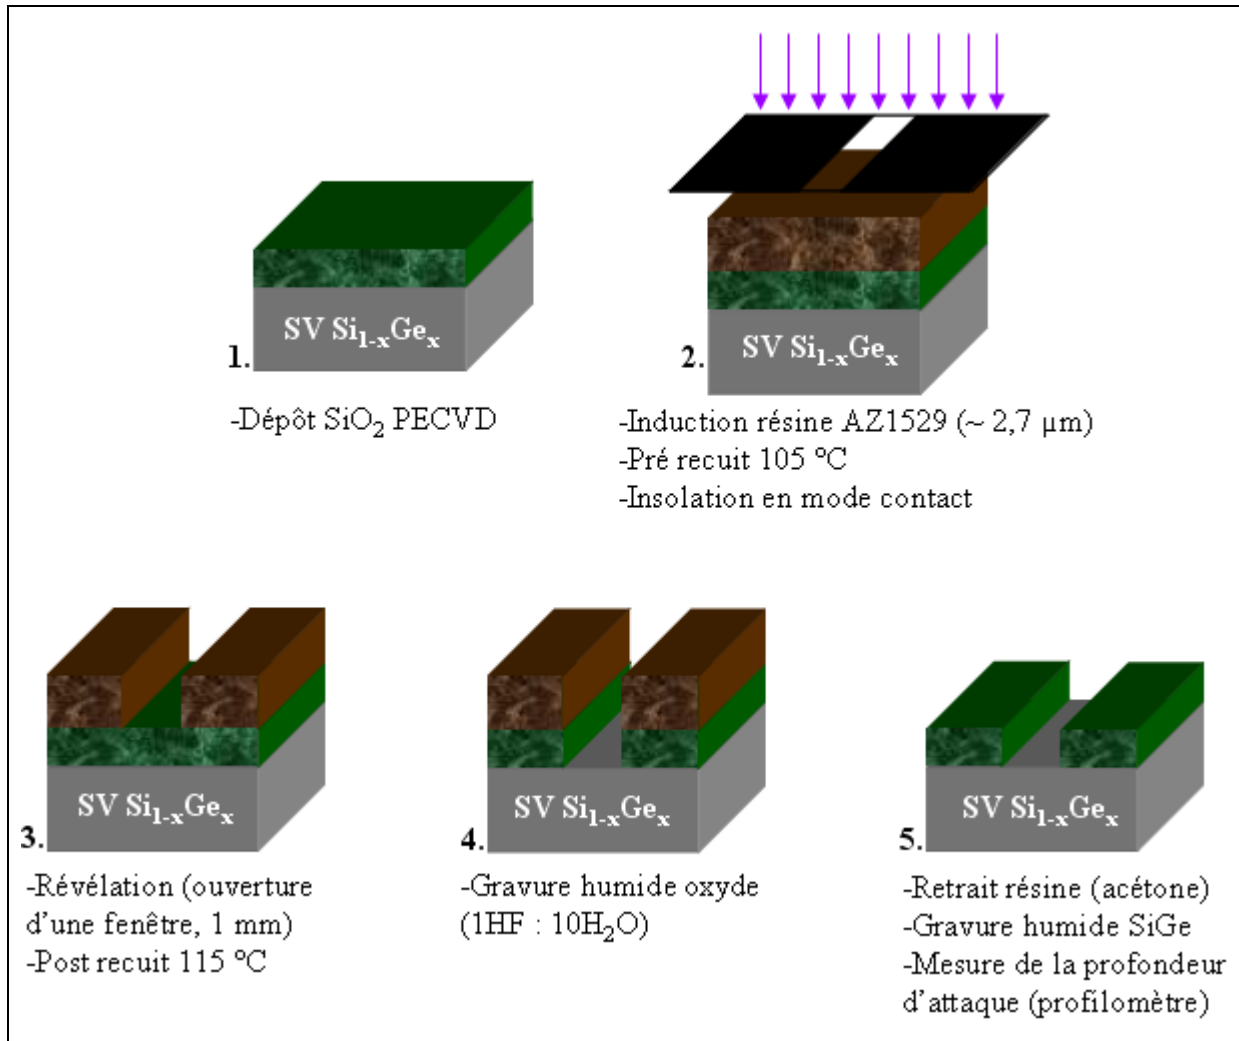 SV Si₁₋ₓGeₓ
1.
-Dépôt SiO₂ PECVD
SV Si₁₋ₓGeₓ
2.
-Induction résine AZ1529 (~ 2,7 µm)
-Pré recuit 105 °C
-Insolation en mode contact
SV Si₁₋ₓGeₓ
3.
-Révélation (ouverture
d’une fenêtre, 1 mm)
-Post recuit 115 °C
SV Si₁₋ₓGeₓ
4.
-Gravure humide oxyde
(1HF : 10H₂O)
SV Si₁₋ₓGeₓ
5.
-Retrait résine (acétone)
-Gravure humide SiGe
-Mesure de la profondeur
d’attaque (profilomètre)